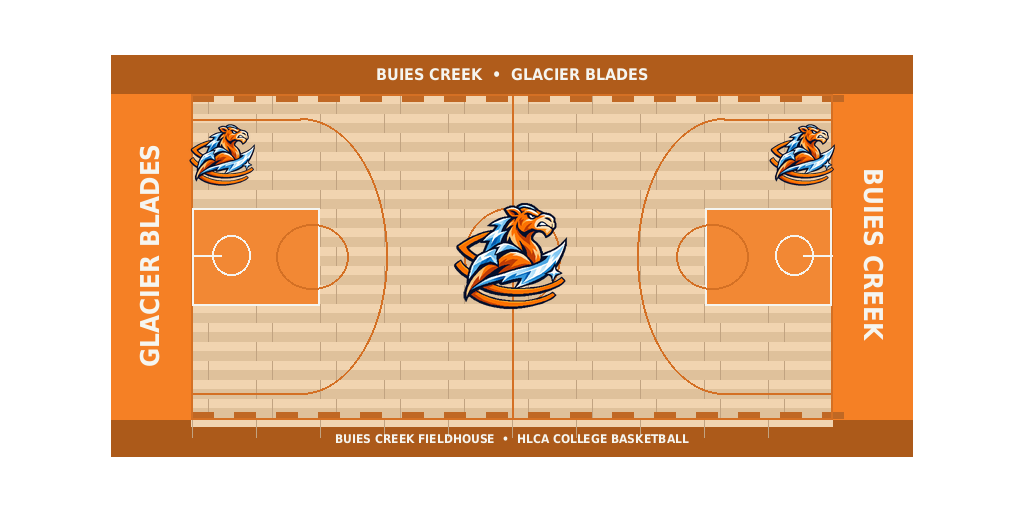 BUIES CREEK • GLACIER BLADES
GLACIER BLADES
BUIES CREEK
BUIES CREEK FIELDHOUSE • HLCA COLLEGE BASKETBALL